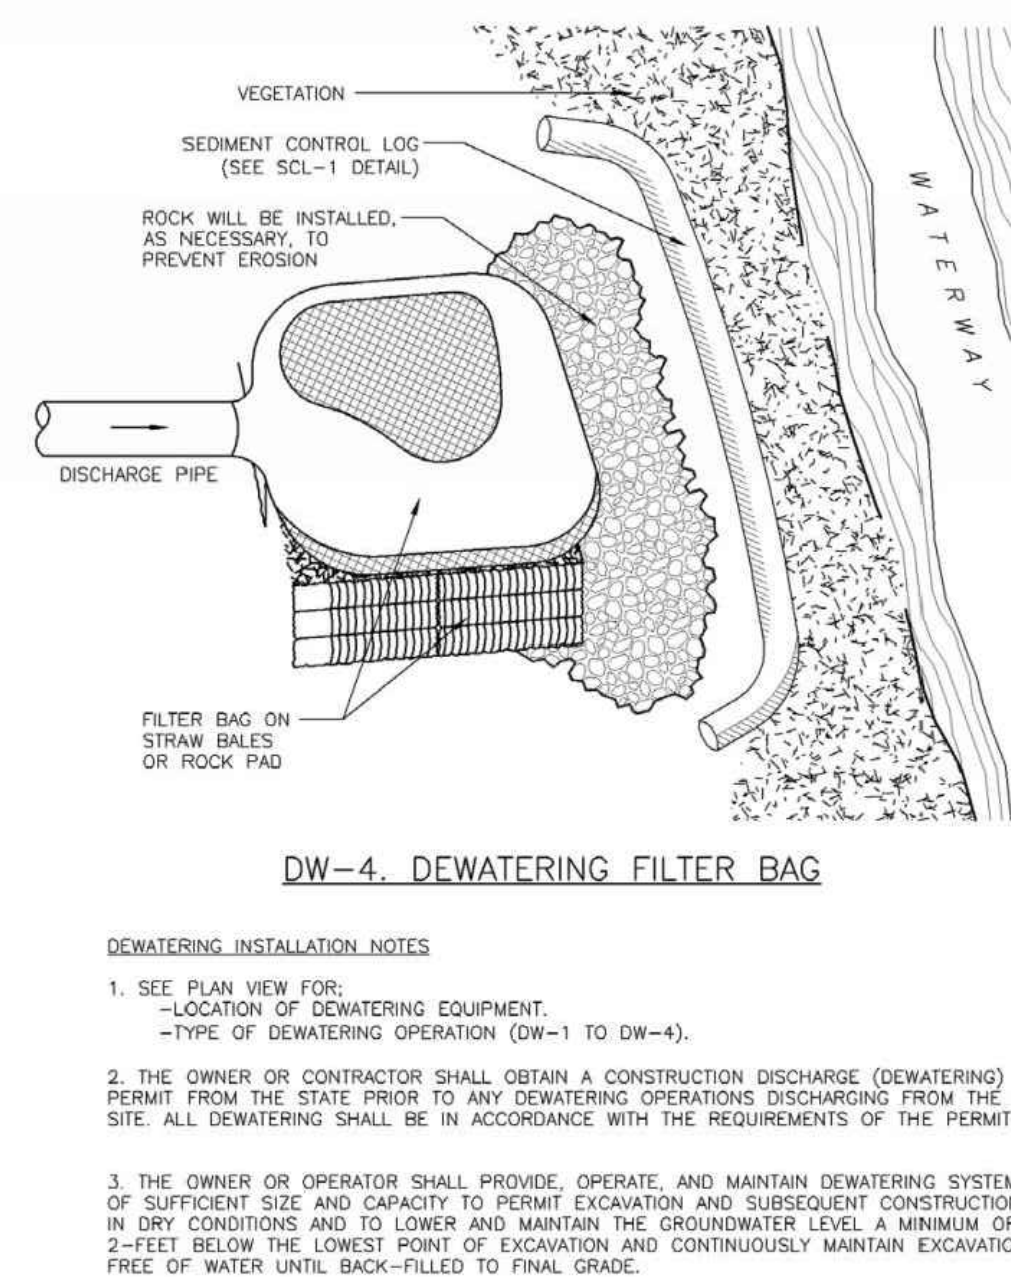 VEGETATION
SEDIMENT CONTROL LOG
(SEE SCL-1 DETAIL)
ROCK WILL BE INSTALLED,
AS NECESSARY, TO
PREVENT EROSION
WATERWAY
DISCHARGE PIPE
FILTER BAG ON
STRAW BALES
OR ROCK PAD
DW-4. DEWATERING FILTER BAG
DEWATERING INSTALLATION NOTES
1. SEE PLAN VIEW FOR;
-LOCATION OF DEWATERING EQUIPMENT.
-TYPE OF DEWATERING OPERATION (DW-1 TO DW-4).
2. THE OWNER OR CONTRACTOR SHALL OBTAIN A CONSTRUCTION DISCHARGE (DEWATERING)
PERMIT FROM THE STATE PRIOR TO ANY DEWATERING OPERATIONS DISCHARGING FROM THE
SITE. ALL DEWATERING SHALL BE IN ACCORDANCE WITH THE REQUIREMENTS OF THE PERMIT
3. THE OWNER OR OPERATOR SHALL PROVIDE, OPERATE, AND MAINTAIN DEWATERING SYSTEM
OF SUFFICIENT SIZE AND CAPACITY TO PERMIT EXCAVATION AND SUBSEQUENT CONSTRUCTION
IN DRY CONDITIONS AND TO LOWER AND MAINTAIN THE GROUNDWATER LEVEL A MINIMUM OF
2-FEET BELOW THE LOWEST POINT OF EXCAVATION AND CONTINUOUSLY MAINTAIN EXCAVATIO
FREE OF WATER UNTIL BACK-FILLED TO FINAL GRADE.